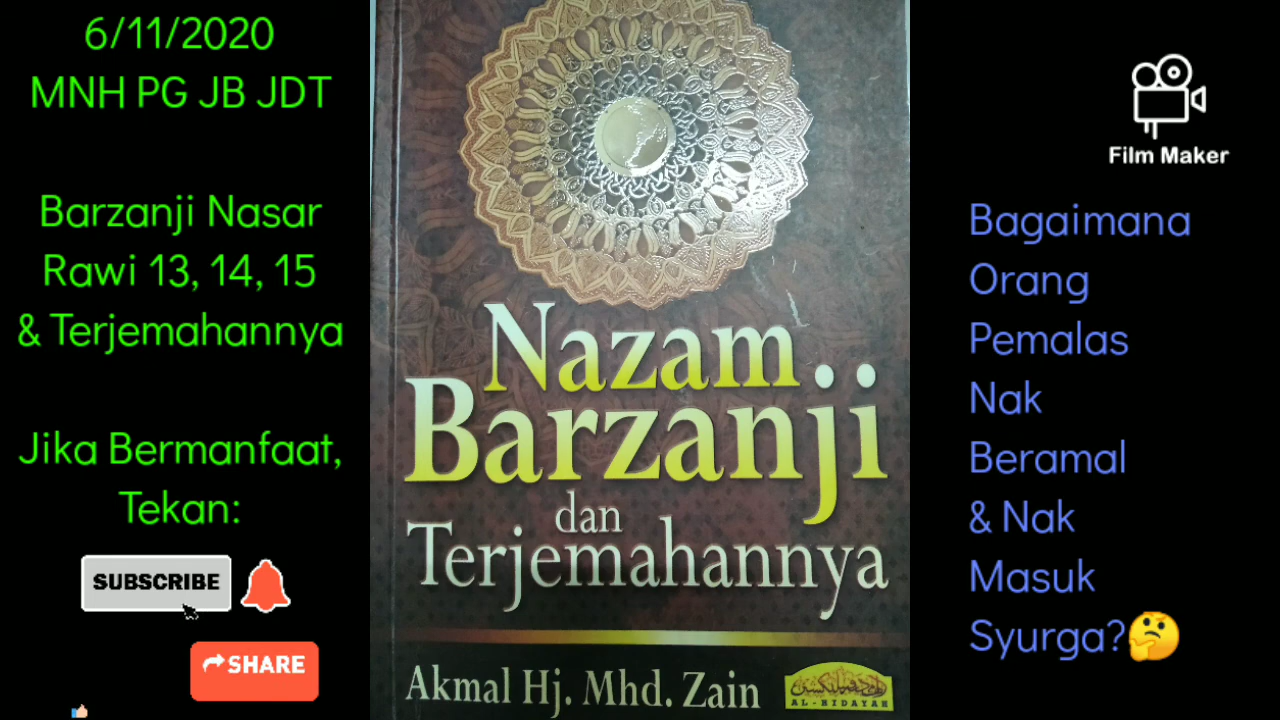 6/11/2020
MNH PG JB JDT
Barzanji Nasar
Rawi 13, 14, 15
& Terjemahannya
Jika Bermanfaat,
Tekan:
SUBSCRIBE
SHARE
Nazam
Barzanji
dan
Terjemahannya
Akmal Hj. Mhd. Zain
AL-HIDAYAH
Film Maker
Bagaimana
Orang
Pemalas
Nak
Beramal
& Nak
Masuk
Syurga?🤔